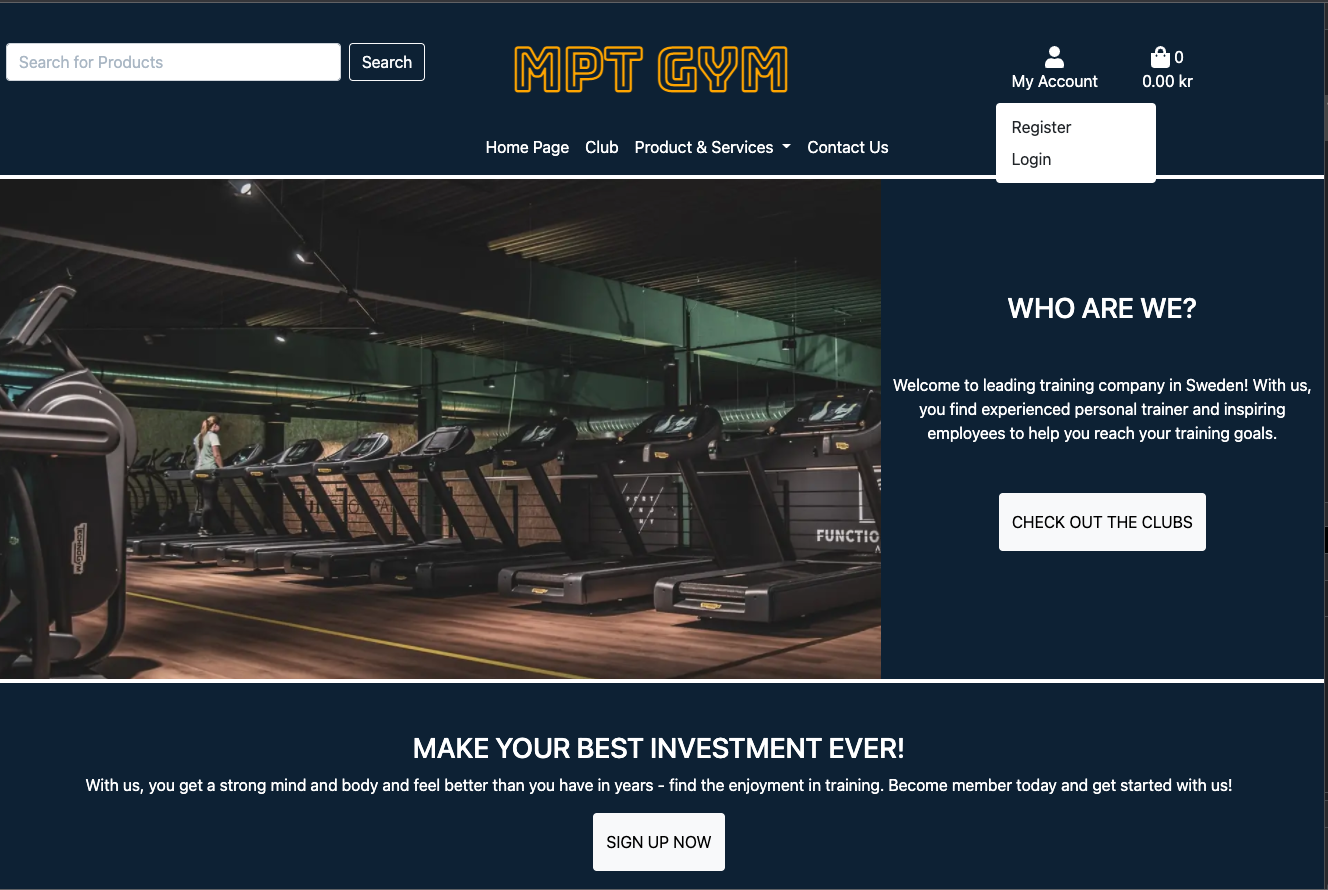 Search for Products
Search
MPT GYM
My Account
0
0.00 kr
Register
Login
Home Page
Club
Product & Services
Contact Us
FUNCTIO
WHO ARE WE?
Welcome to leading training company in Sweden! With us,
you find experienced personal trainer and inspiring
employees to help you reach your training goals.
CHECK OUT THE CLUBS
MAKE YOUR BEST INVESTMENT EVER!
With us, you get a strong mind and body and feel better than you have in years - find the enjoyment in training. Become member today and get started with us!
SIGN UP NOW